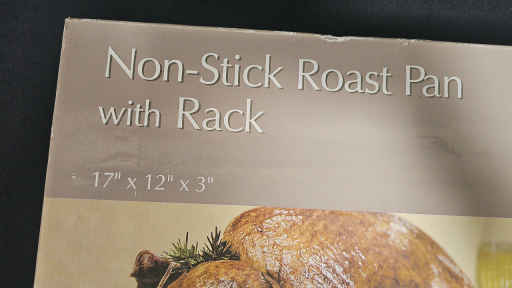 Non-Stick Roast Pan
with Rack
17" x 12" x 3"